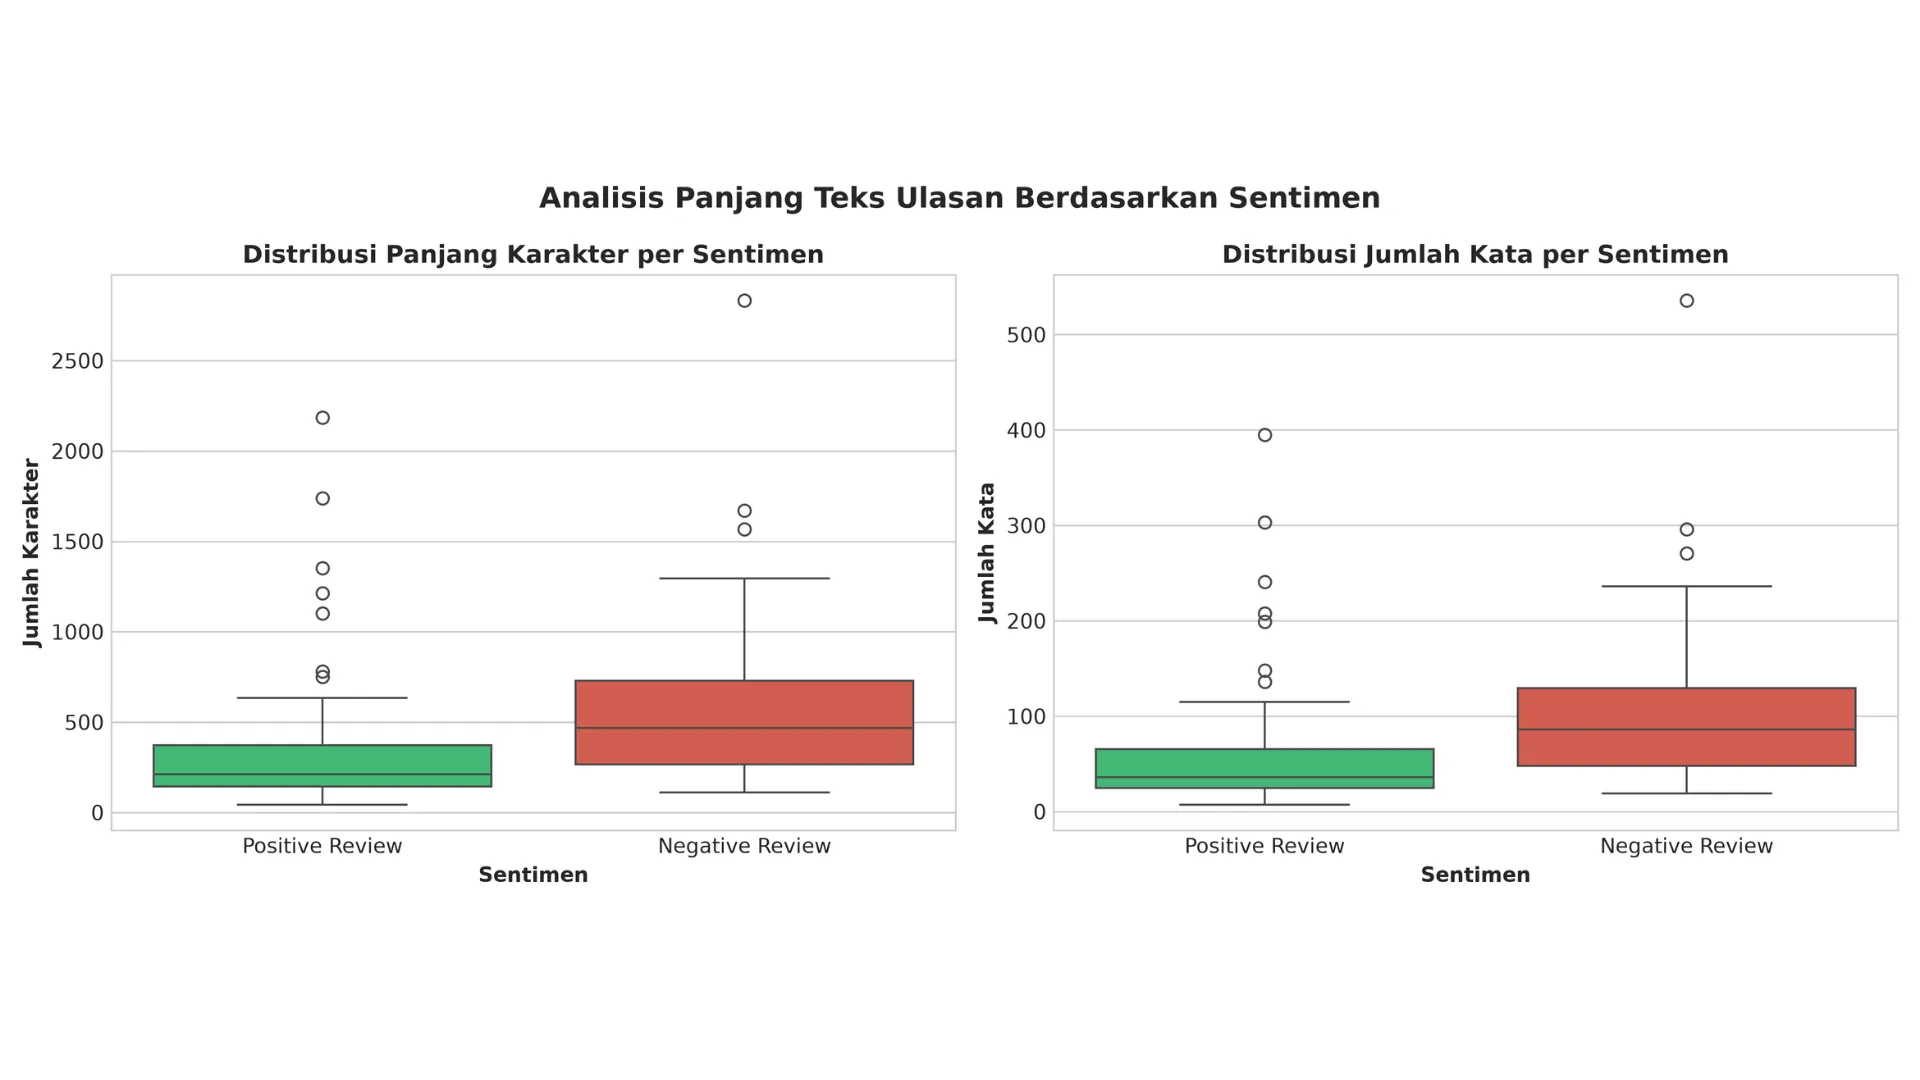 Analisis Panjang Teks Ulasan Berdasarkan Sentimen
Distribusi Panjang Karakter per Sentimen
Jumlah Karakter
2500
2000
1500
1000
500
0
Positive Review
Negative Review
Sentimen
Distribusi Jumlah Kata per Sentimen
Jumlah Kata
500
400
300
200
100
0
Positive Review
Negative Review
Sentimen